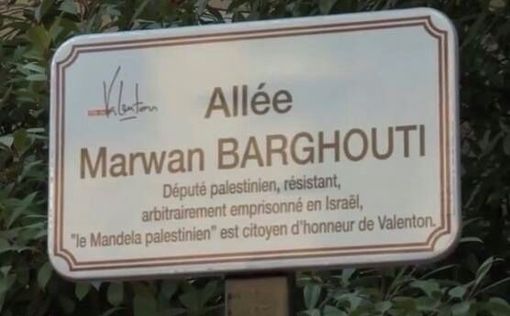 Valenton
Allée
Marwan BARGHOUTI
Député palestinien, résistant,
arbitrairement emprisonné en Israël,
"le Mandela palestinien" est citoyen d'honneur de Valenton.